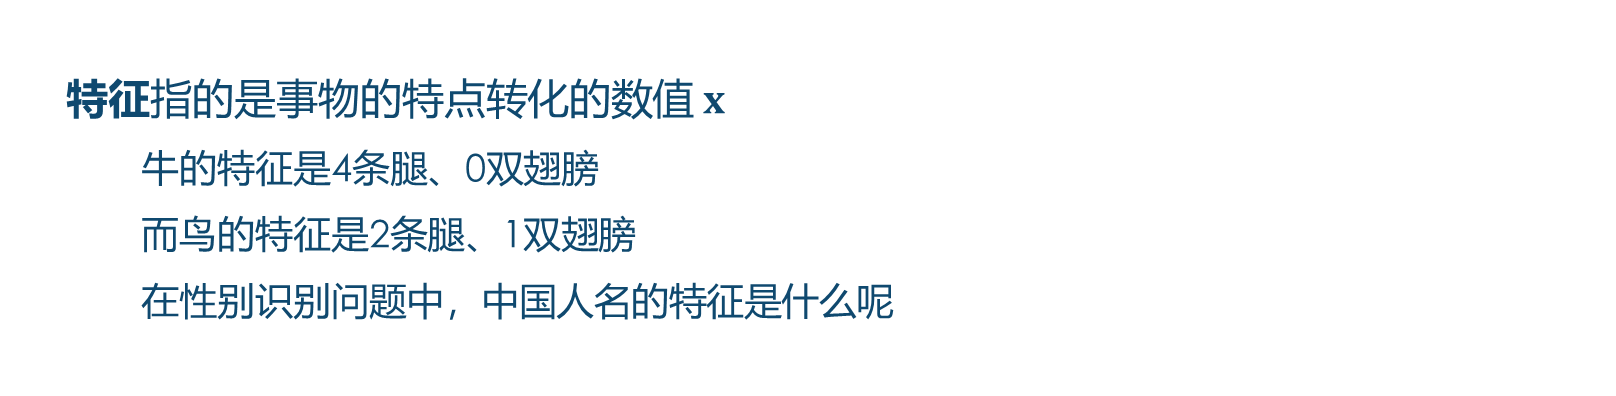 特征指的是事物的特点转化的数值 x
牛的特征是4条腿、0双翅膀
而鸟的特征是2条腿、1双翅膀
在性别识别问题中，中国人名的特征是什么呢